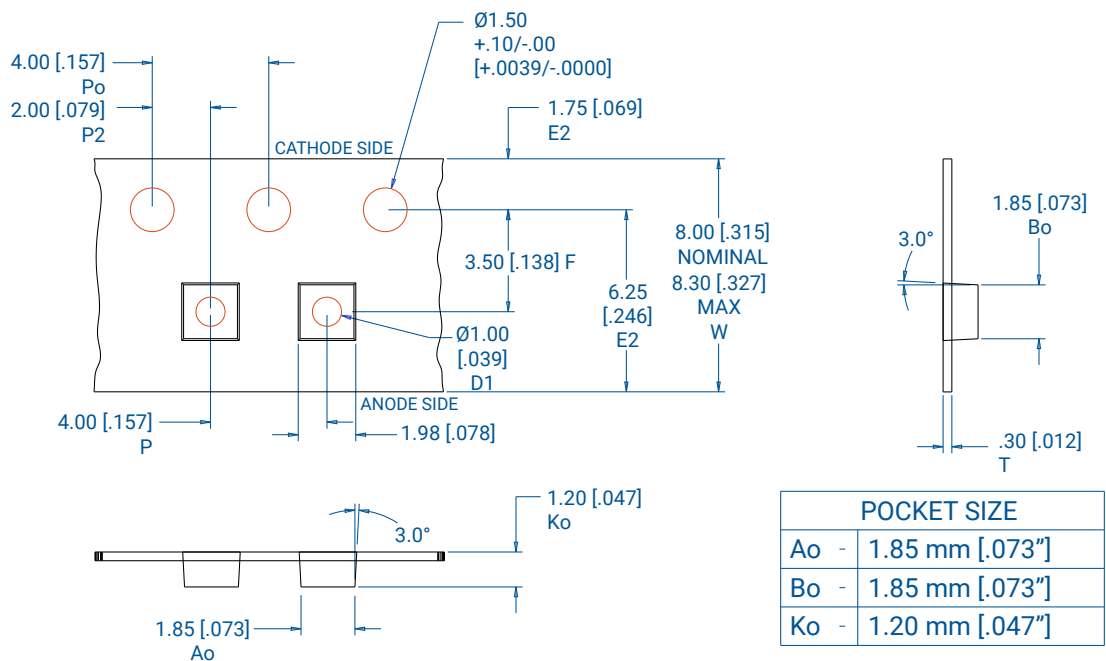 Ø1.50
+.10/-.00
[+.0039/-.0000]
4.00 [.157]
Po
2.00 [.079]
P2
1.75 [.069]
E2
CATHODE SIDE
3.50 [.138] F
8.00 [.315]
NOMINAL
8.30 [.327]
MAX
W
6.25
[.246]
E2
Ø1.00
[.039]
D1
ANODE SIDE
4.00 [.157]
P
1.98 [.078]
1.85 [.073]
Bo
3.0°
.30 [.012]
T
1.20 [.047]
Ko
3.0°
1.85 [.073]
Ao
POCKET SIZE
Ao - 1.85 mm [.073”]
Bo - 1.85 mm [.073”]
Ko - 1.20 mm [.047”]